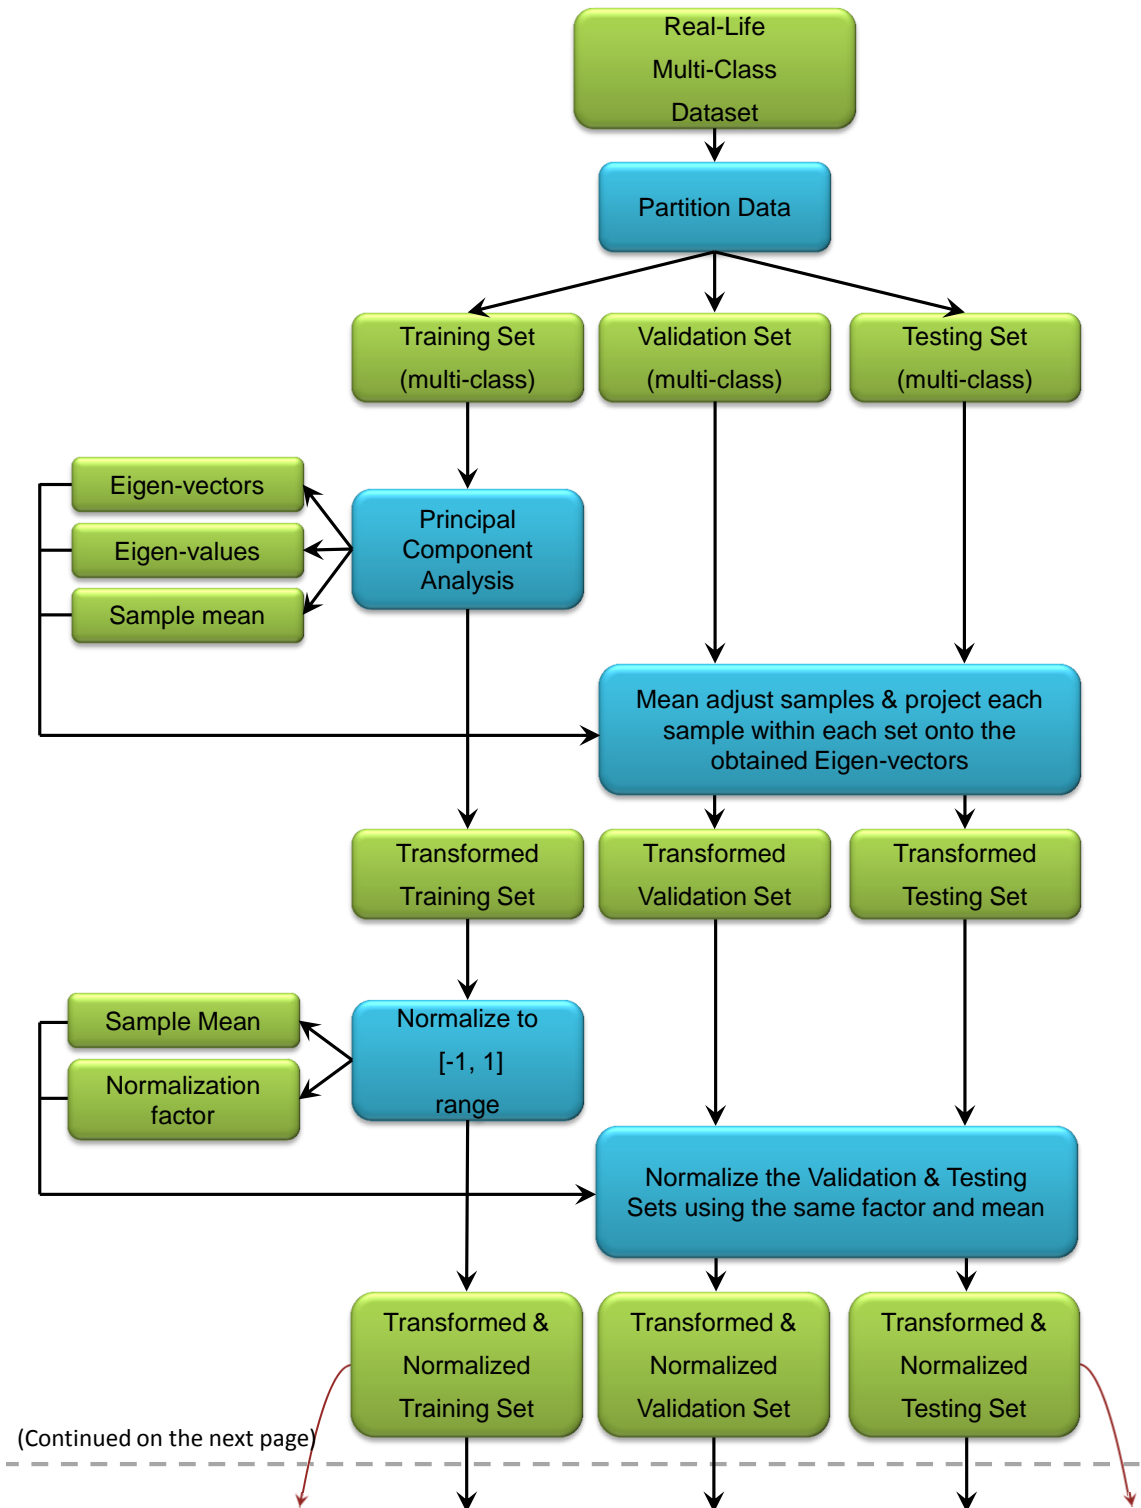 Real-Life
Multi-Class
Dataset
Partition Data
Training Set
(multi-class)
Validation Set
(multi-class)
Testing Set
(multi-class)
Eigen-vectors
Eigen-values
Sample mean
Principal
Component
Analysis
Mean adjust samples & project each
sample within each set onto the
obtained Eigen-vectors
Transformed
Training Set
Transformed
Validation Set
Transformed
Testing Set
Sample Mean
Normalization
factor
Normalize to
[-1, 1]
range
Normalize the Validation & Testing
Sets using the same factor and mean
Transformed &
Normalized
Training Set
Transformed &
Normalized
Validation Set
Transformed &
Normalized
Testing Set
(Continued on the next page)